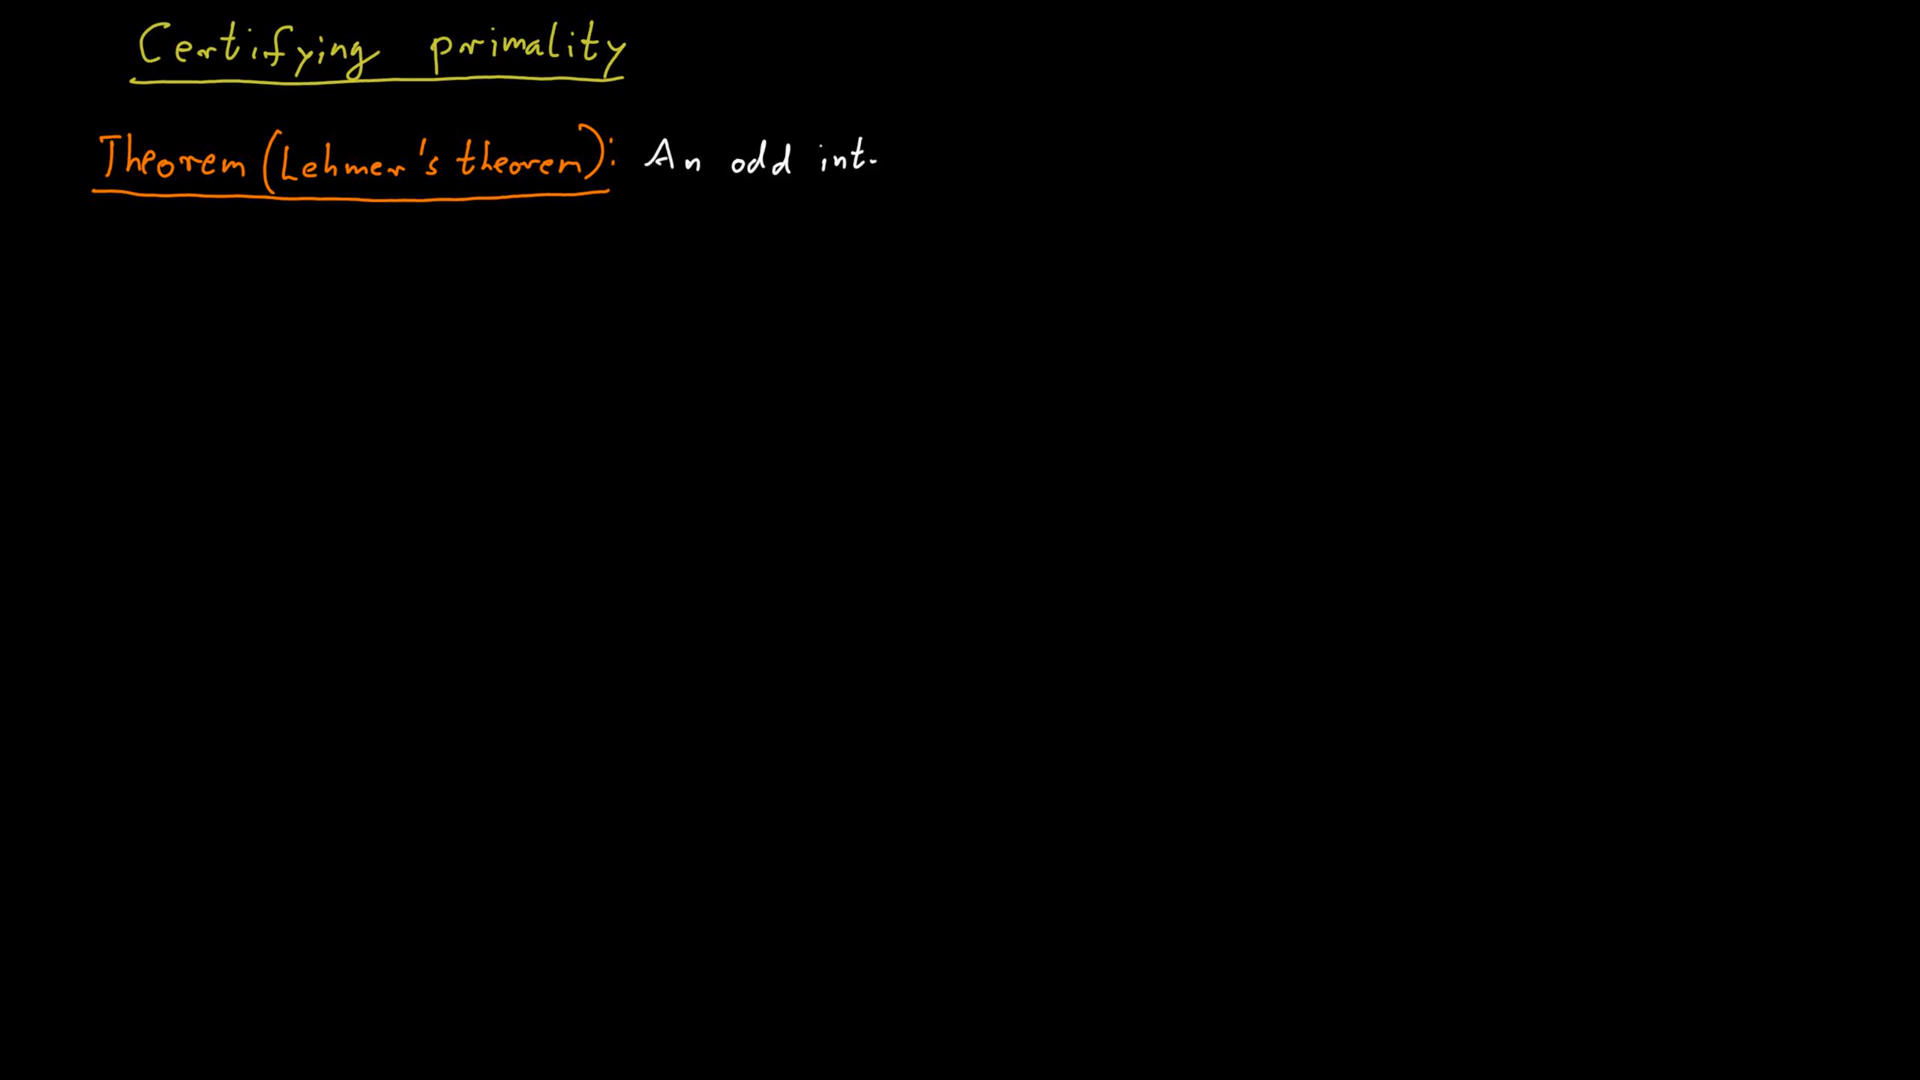 Certifying primality
Theorem (Lehmer's theorem): An odd int.